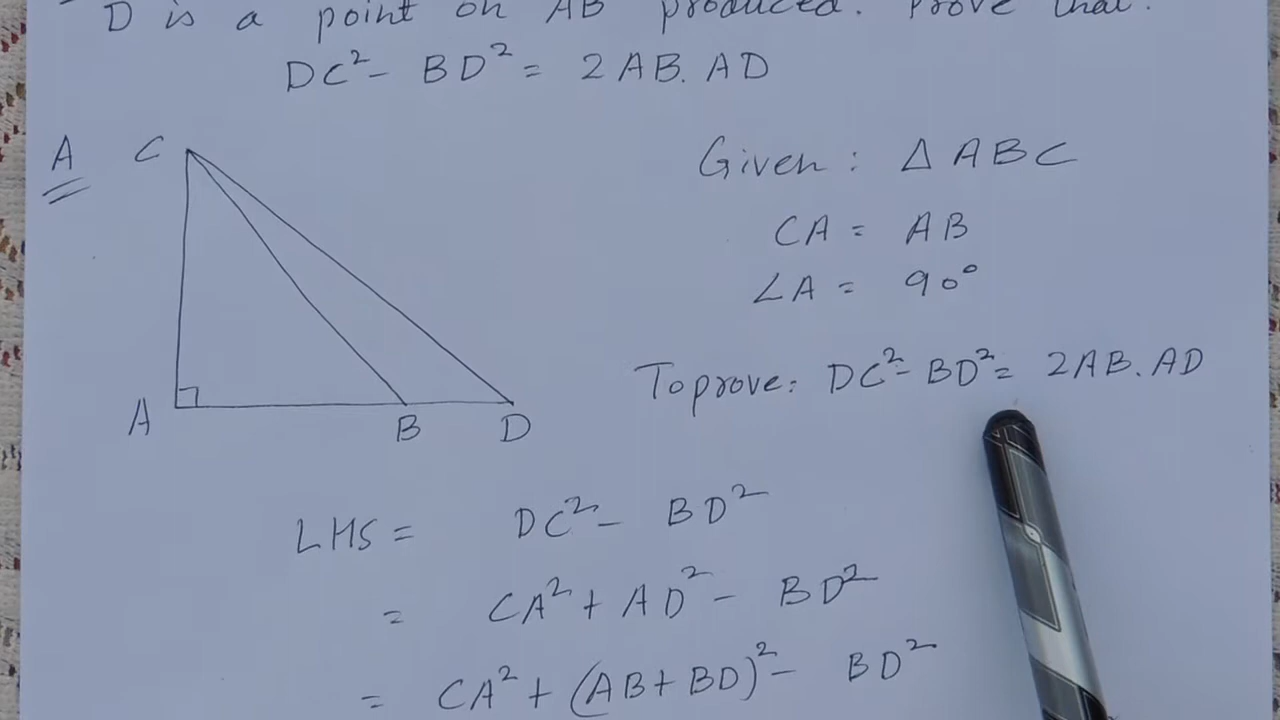 D is a point on AB produced. Prove that:
DC²- BD² = 2AB.AD
A
C
Given: △ABC
CA = AB
∠A = 90°
To prove: DC²- BD² = 2AB.AD
A
B D
LHS = DC²- BD²
= CA²+ AD²- BD²
= CA²+ (AB+BD)²- BD²